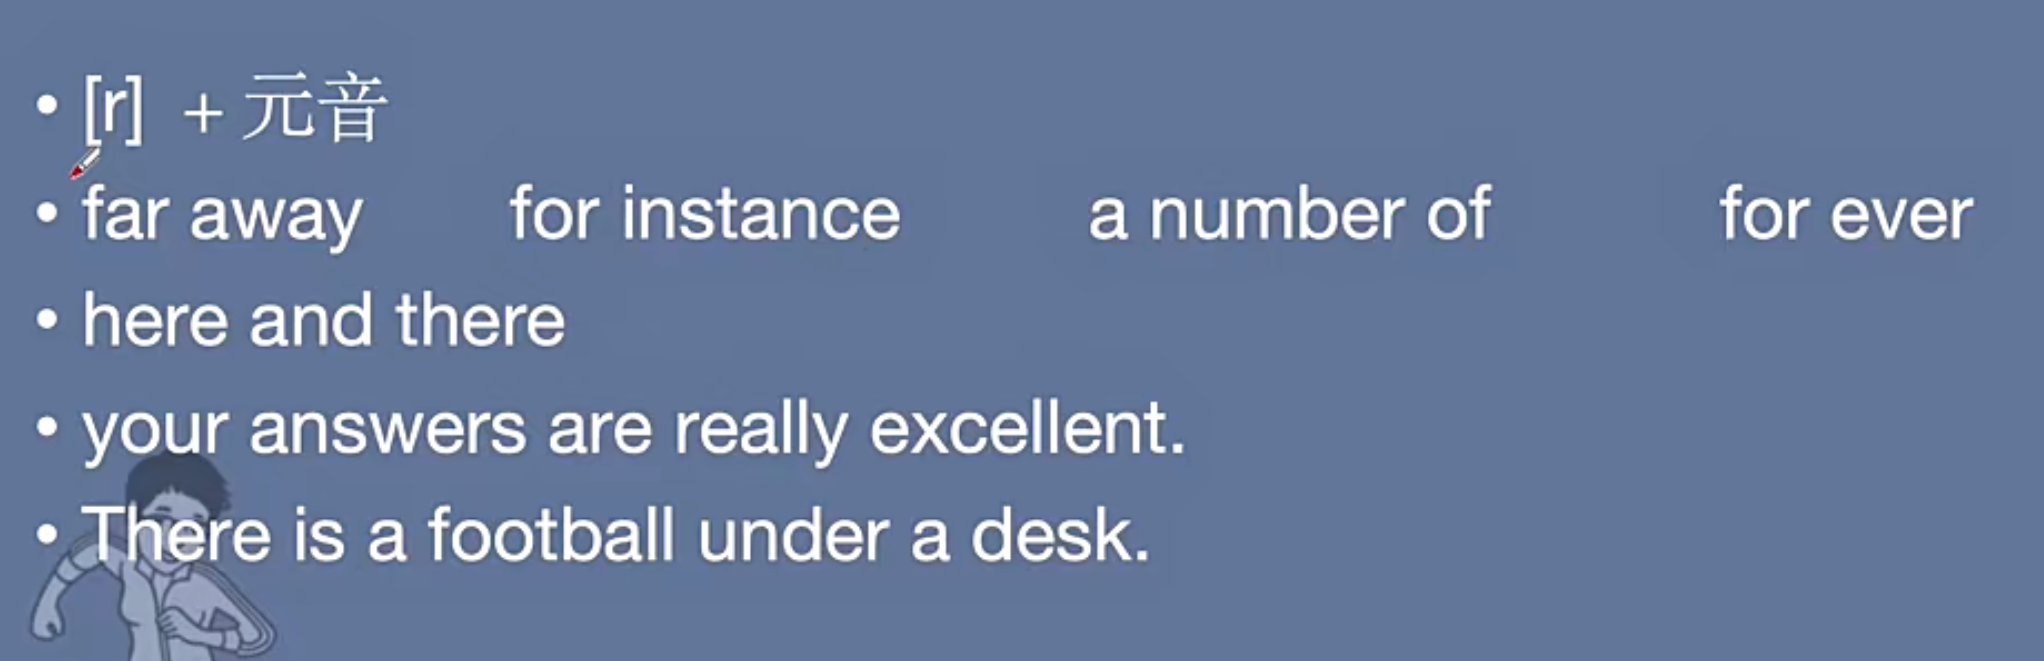 • [r] + 元音
• far away for instance a number of for ever
• here and there
• your answers are really excellent.
• There is a football under a desk.